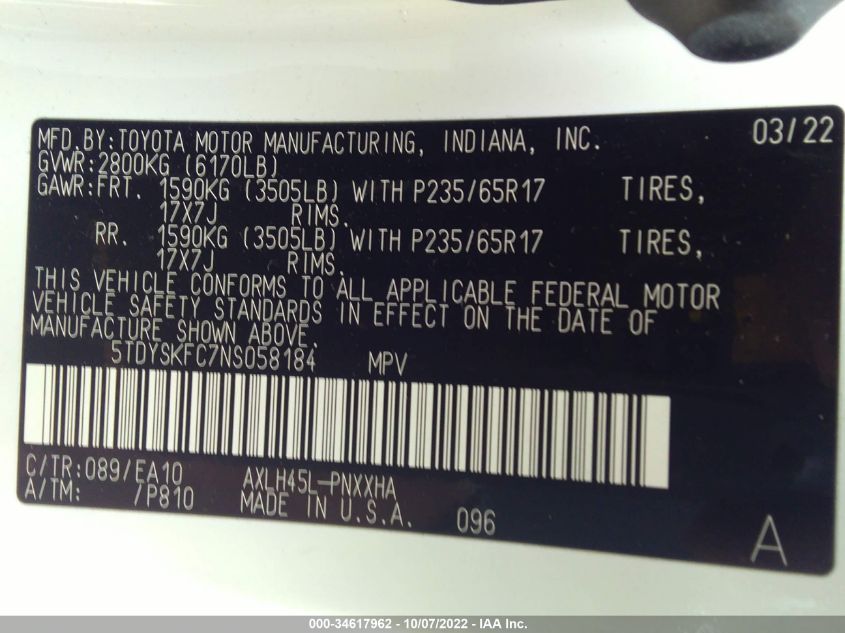 MFD.BY:TOYOTA MOTOR MANUFACTURING, INDIANA, INC. 03/22
GVWR:2800KG (6170LB)
GAWR:FRT. 1590KG (3505LB) WITH P235/65R17 TIRES,
17X7J RIMS.
RR. 1590KG (3505LB) WITH P235/65R17 TIRES,
17X7J RIMS.
THIS VEHICLE CONFORMS TO ALL APPLICABLE FEDERAL MOTOR
VEHICLE SAFETY STANDARDS IN EFFECT ON THE DATE OF
MANUFACTURE SHOWN ABOVE.
5TDYSKFC7NS058184 MPV
C/TR:089/EA10 AXLH45L-PNXXHA
A/TM: /P810 MADE IN U.S.A. 096
A
000-34617962 - 10/07/2022 - IAA Inc.